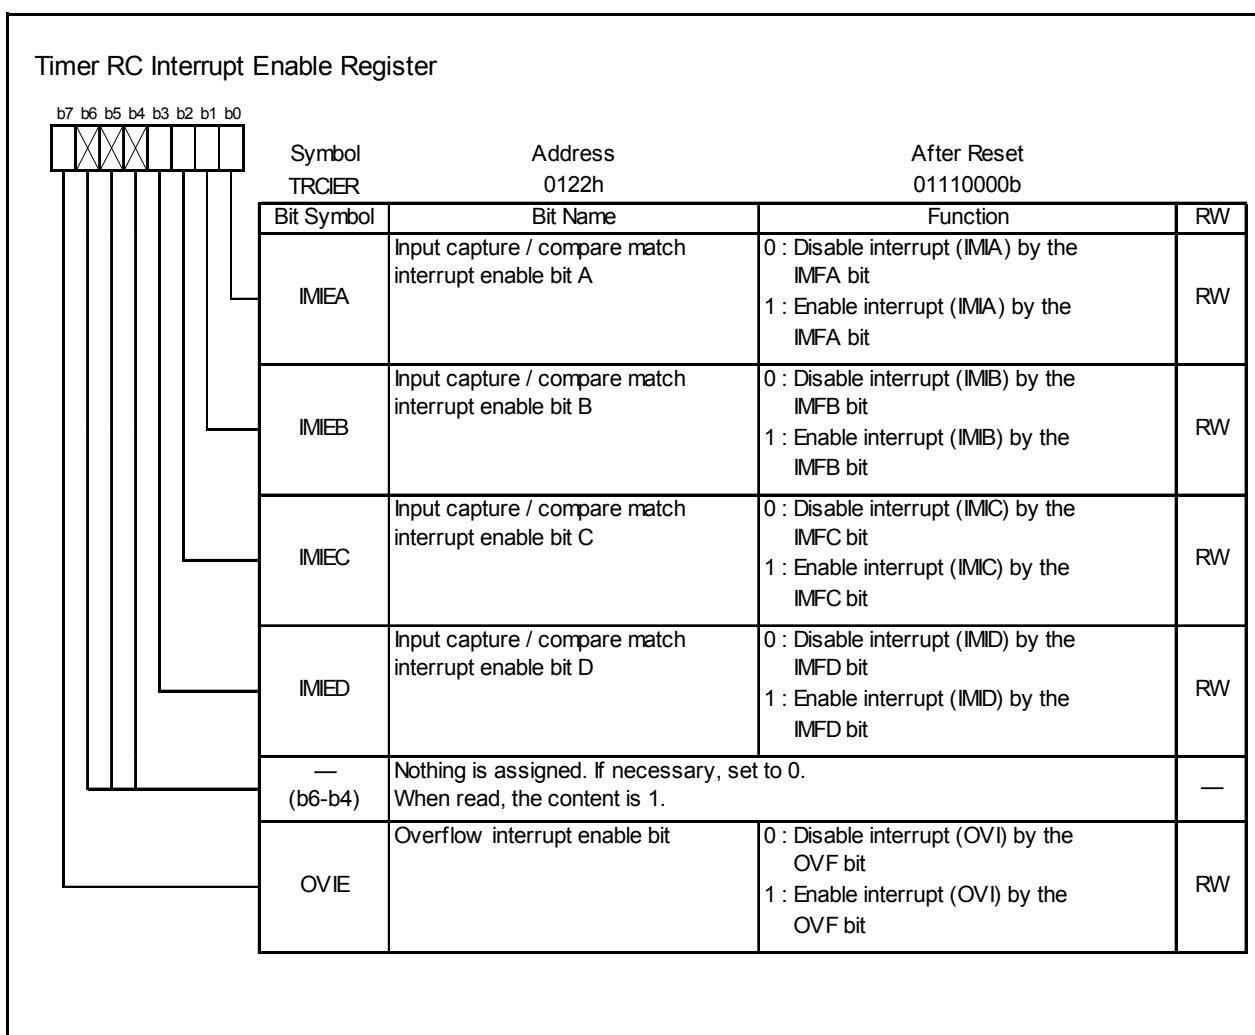 Timer RC Interrupt Enable Register
b7 b6 b5 b4 b3 b2 b1 b0
Symbol Address After Reset
TRCIER 0122h 01110000b
Bit Symbol Bit Name Function RW
IMIEA
Input capture / compare match
interrupt enable bit A
0 : Disable interrupt (IMIA) by the
IMFA bit
1 : Enable interrupt (IMIA) by the
IMFA bit
RW
IMIEB
Input capture / compare match
interrupt enable bit B
0 : Disable interrupt (IMIB) by the
IMFB bit
1 : Enable interrupt (IMIB) by the
IMFB bit
RW
IMIEC
Input capture / compare match
interrupt enable bit C
0 : Disable interrupt (IMIC) by the
IMFC bit
1 : Enable interrupt (IMIC) by the
IMFC bit
RW
IMIED
Input capture / compare match
interrupt enable bit D
0 : Disable interrupt (IMID) by the
IMFD bit
1 : Enable interrupt (IMID) by the
IMFD bit
RW
—
(b6-b4)
Nothing is assigned. If necessary, set to 0.
When read, the content is 1.
—
OVIE
Overflow interrupt enable bit
0 : Disable interrupt (OVI) by the
OVF bit
1 : Enable interrupt (OVI) by the
OVF bit
RW